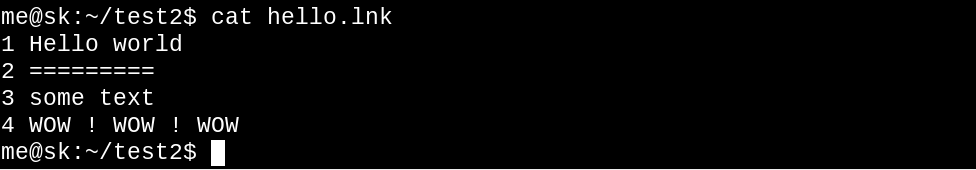 me@sk:~/test2$ cat hello.lnk
1 Hello world
2 =========
3 some text
4 WOW ! WOW ! WOW
me@sk:~/test2$